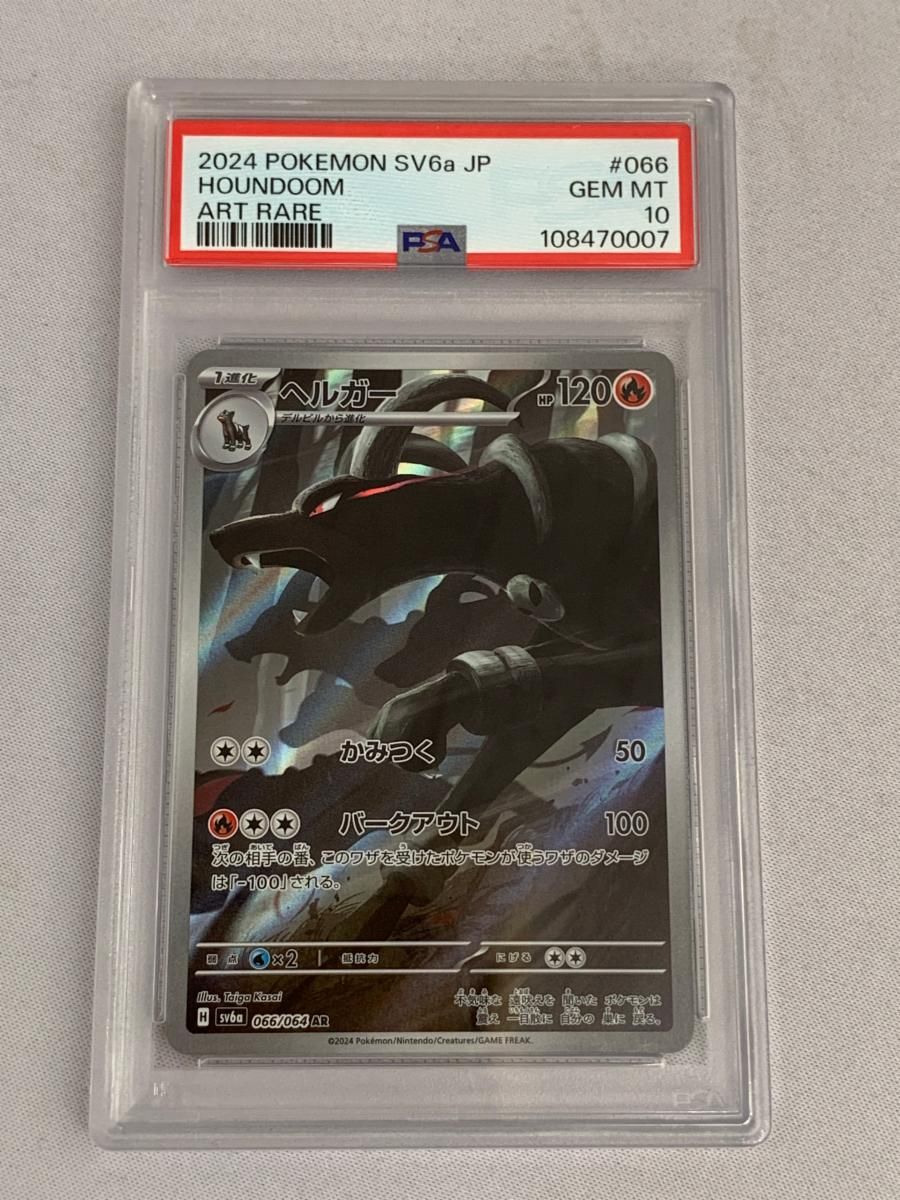 2024 POKEMON SV6a JP #066
HOUNDOOM GEM MT
ART RARE 10
PSA 108470007
1進化 ヘルガー HP120
デルビルから進化
かみつく 50
バークアウト 100
次の相手の番、このワザを受けたポケモンが使うワザのダメージ
は「-100」される。
弱点 ×2 抵抗力 にげる
Illus. Taiga Kasai
不気味な 遠吠えを 聞いた ポケモンは
震え 一目散に 自分の 巣に 戻る。
H sv6a 066/064 AR
©2024 Pokémon/Nintendo/Creatures/GAME FREAK.
PSA